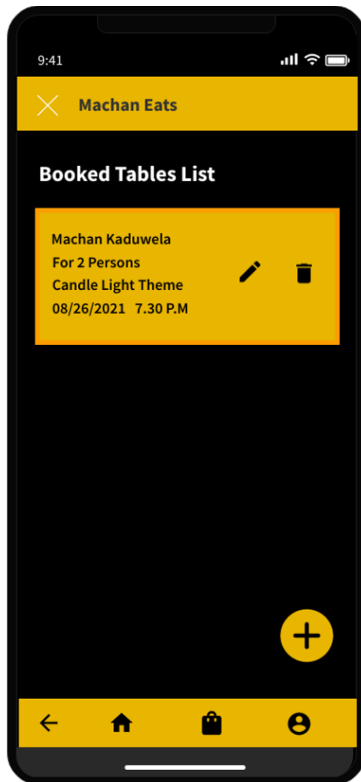 9:41
Machan Eats
Booked Tables List
Machan Kaduwela
For 2 Persons
Candle Light Theme
08/26/2021 7.30 P.M